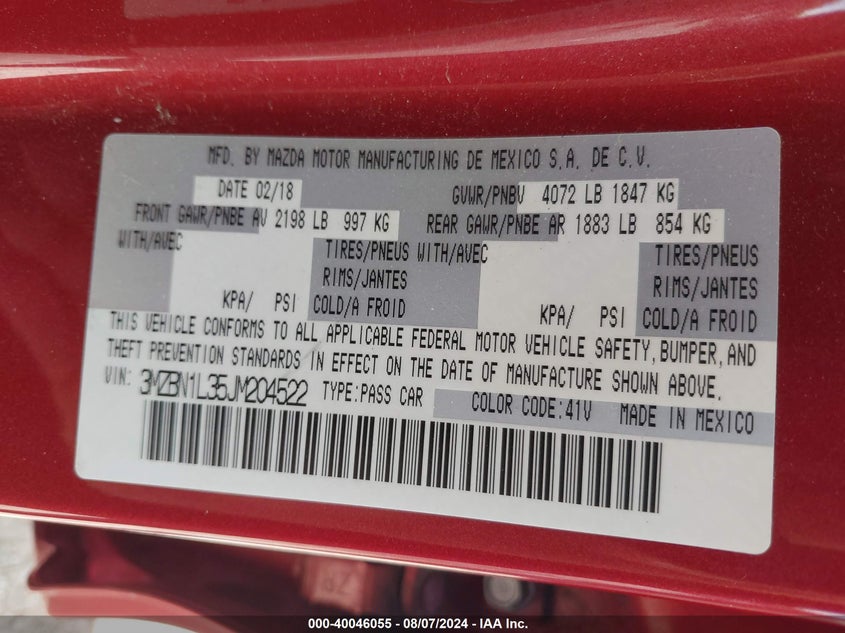 MFD. BY MAZDA MOTOR MANUFACTURING DE MEXICO S.A. DE C.V.
DATE 02/18 GVWR/PNBV 4072 LB 1847 KG
FRONT GAWR/PNBE AV 2198 LB 997 KG REAR GAWR/PNBE AR 1883 LB 854 KG
WITH/AVEC TIRES/PNEUS WITH/AVEC TIRES/PNEUS
RIMS/JANTES RIMS/JANTES
KPA/ PSI COLD/A FROID KPA/ PSI COLD/A FROID
THIS VEHICLE CONFORMS TO ALL APPLICABLE FEDERAL MOTOR VEHICLE SAFETY, BUMPER, AND
THEFT PREVENTION STANDARDS IN EFFECT ON THE DATE OF MANUFACTURE SHOWN ABOVE.
VIN: 3MZBN1L35JM204522 TYPE:PASS CAR COLOR CODE:41V MADE IN MEXICO
000-40046055 — 08/07/2024 — IAA Inc.